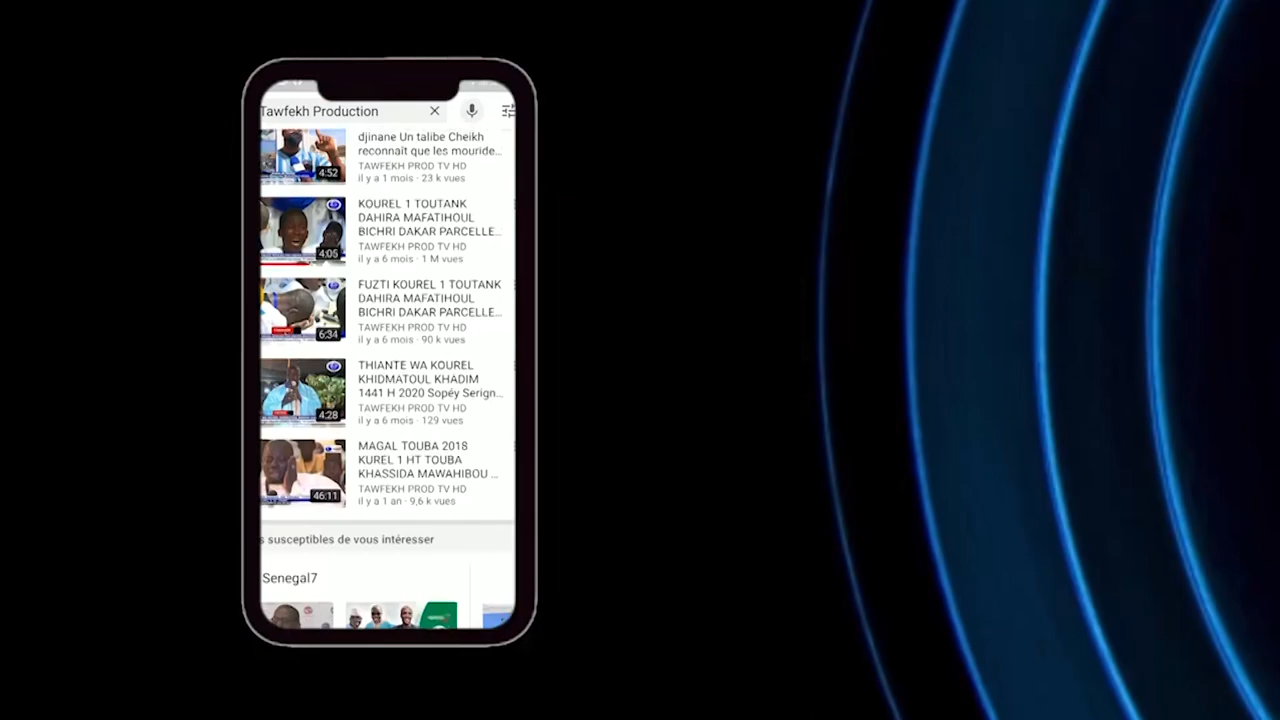 Tawfekh Production
djinane Un talibe Cheikh
reconnaît que les mouride...
TAWFEKH PROD TV HD
il y a 1 mois · 23 k vues
4:52
KOUREL 1 TOUTANK
DAHIRA MAFATIHOUL
BICHRI DAKAR PARCELLE...
TAWFEKH PROD TV HD
il y a 6 mois · 1 M vues
4:05
FUZTI KOUREL 1 TOUTANK
DAHIRA MAFATIHOUL
BICHRI DAKAR PARCELLE...
TAWFEKH PROD TV HD
il y a 6 mois · 90 k vues
6:34
THIANTE WA KOUREL
KHIDMATOUL KHADIM
1441 H 2020 Sopéy Serign...
TAWFEKH PROD TV HD
il y a 6 mois · 129 vues
4:28
MAGAL TOUBA 2018
KUREL 1 HT TOUBA
KHASSIDA MAWAHIBOU ...
TAWFEKH PROD TV HD
il y a 1 an · 9,6 k vues
46:11
s susceptibles de vous intéresser
Senegal7